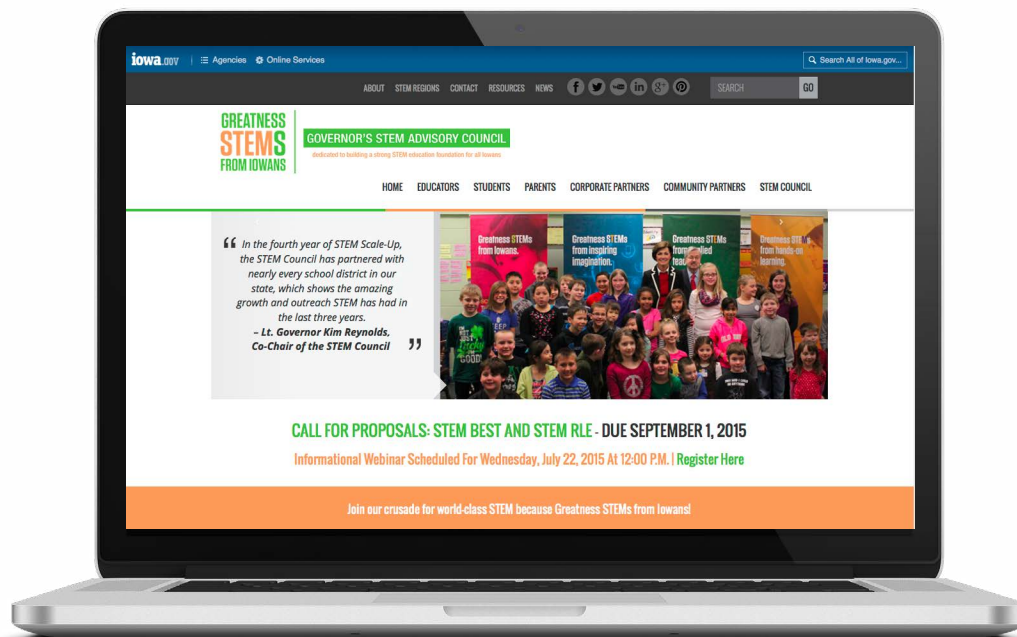 iowa.gov
Agencies
Online Services
Search All of Iowa.gov...
ABOUT STEM REGIONS CONTACT RESOURCES NEWS
SEARCH
GO
GREATNESS
STEMS
FROM IOWANS
GOVERNOR'S STEM ADVISORY COUNCIL
dedicated to building a strong STEM education foundation for all Iowans
HOME EDUCATORS STUDENTS PARENTS CORPORATE PARTNERS COMMUNITY PARTNERS STEM COUNCIL
“ In the fourth year of STEM Scale-Up,
the STEM Council has partnered with
nearly every school district in our
state, which shows the amazing
growth and outreach STEM has had in
the last three years.
– Lt. Governor Kim Reynolds,
Co-Chair of the STEM Council ”
Greatness STEMs
from Iowans.
Greatness STEMs
from inspiring
imagination.
Greatness STEMs
Greatness
from hands-on
learning.
CALL FOR PROPOSALS: STEM BEST AND STEM RLE - DUE SEPTEMBER 1, 2015
Informational Webinar Scheduled For Wednesday, July 22, 2015 At 12:00 P.M. | Register Here
Join our crusade for world-class STEM because Greatness STEMs from Iowans!